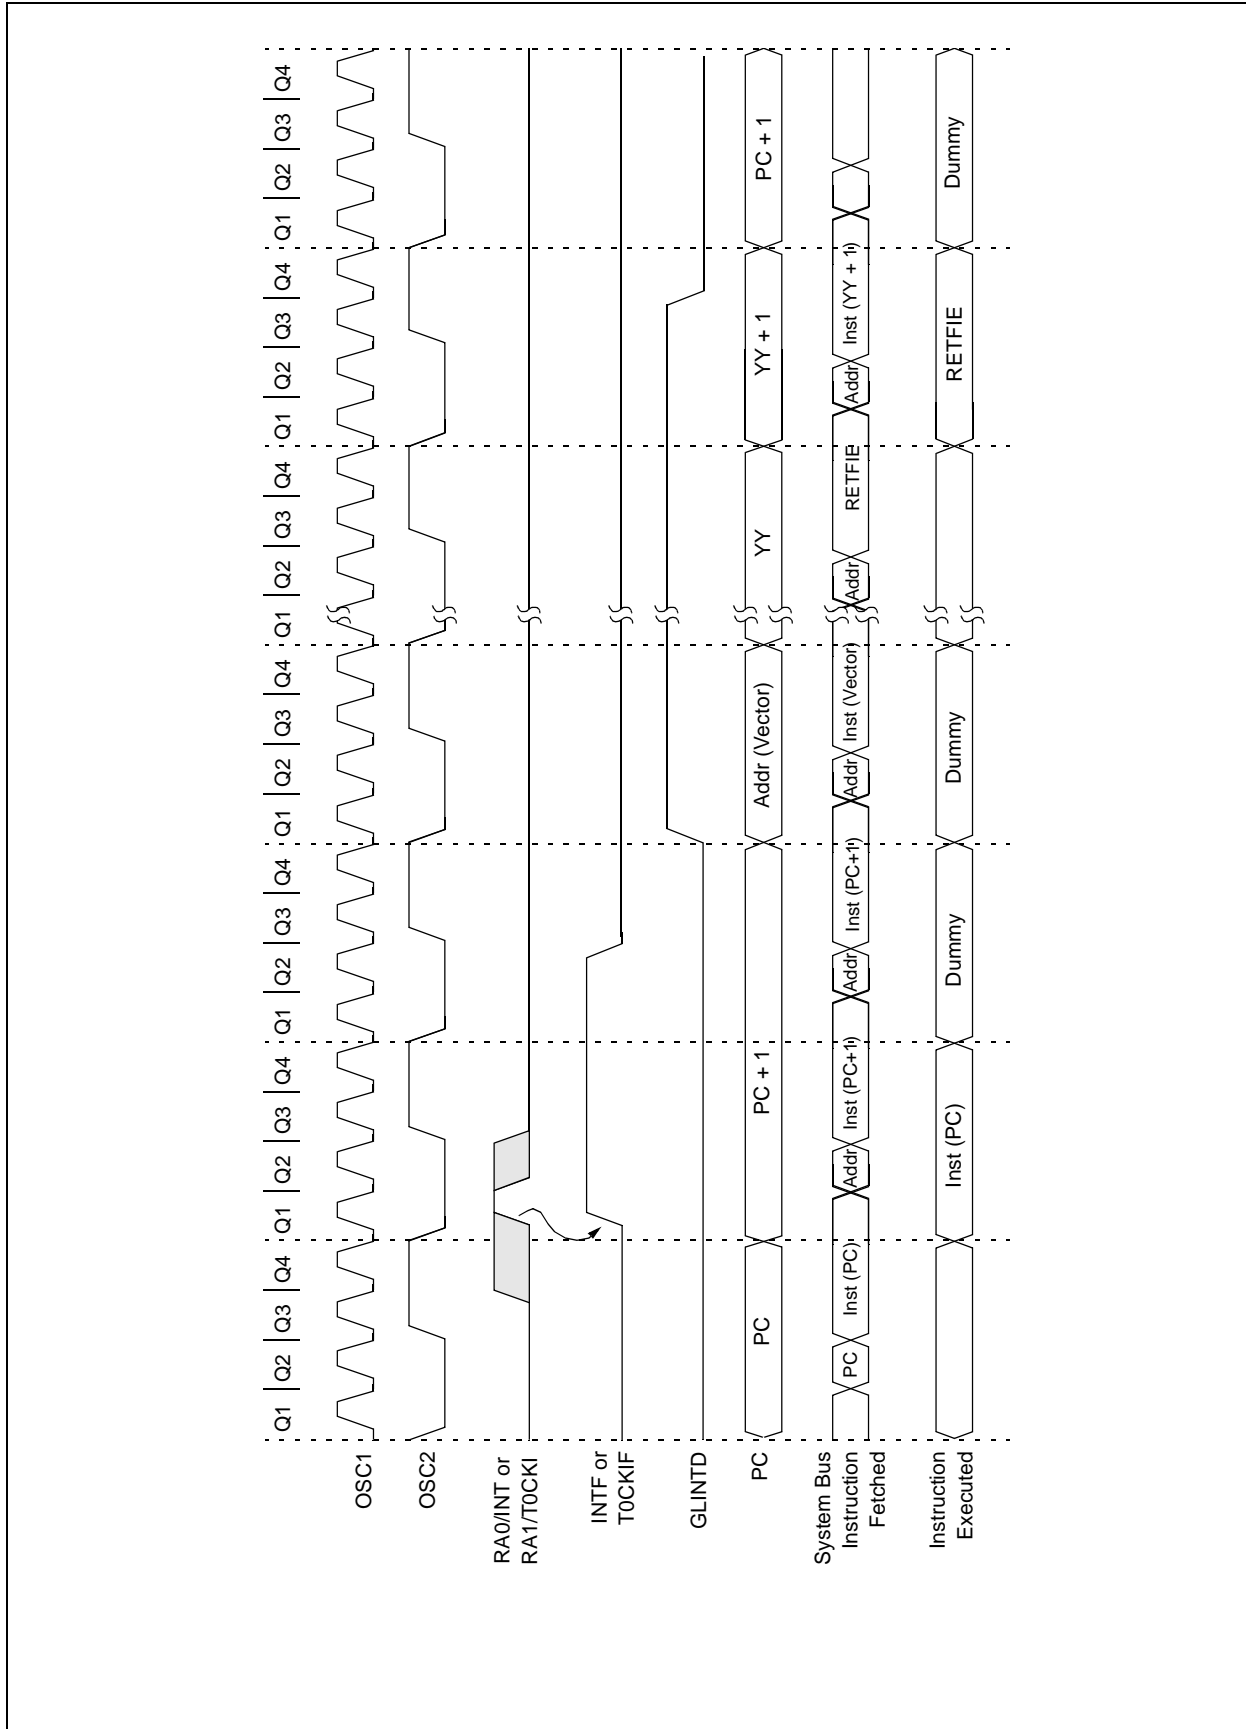 Q1 Q2 Q3 Q4 Q1 Q2 Q3 Q4 Q1 Q2 Q3 Q4 Q1 Q2 Q3 Q4 Q1 Q2 Q3 Q4 Q1 Q2 Q3 Q4 Q1 Q2 Q3 Q4
OSC1
OSC2
RA0/INT or
RA1/T0CKI
INTF or
T0CKIF
GLINTD
PC PC PC + 1 Addr (Vector) YY YY + 1 PC + 1
System Bus
Instruction PC Inst (PC) Addr Inst (PC+1) Addr Inst (PC+1) Addr Inst (Vector) Addr RETFIE Addr Inst (YY + 1)
Fetched
Instruction
Executed Inst (PC) Dummy Dummy RETFIE Dummy